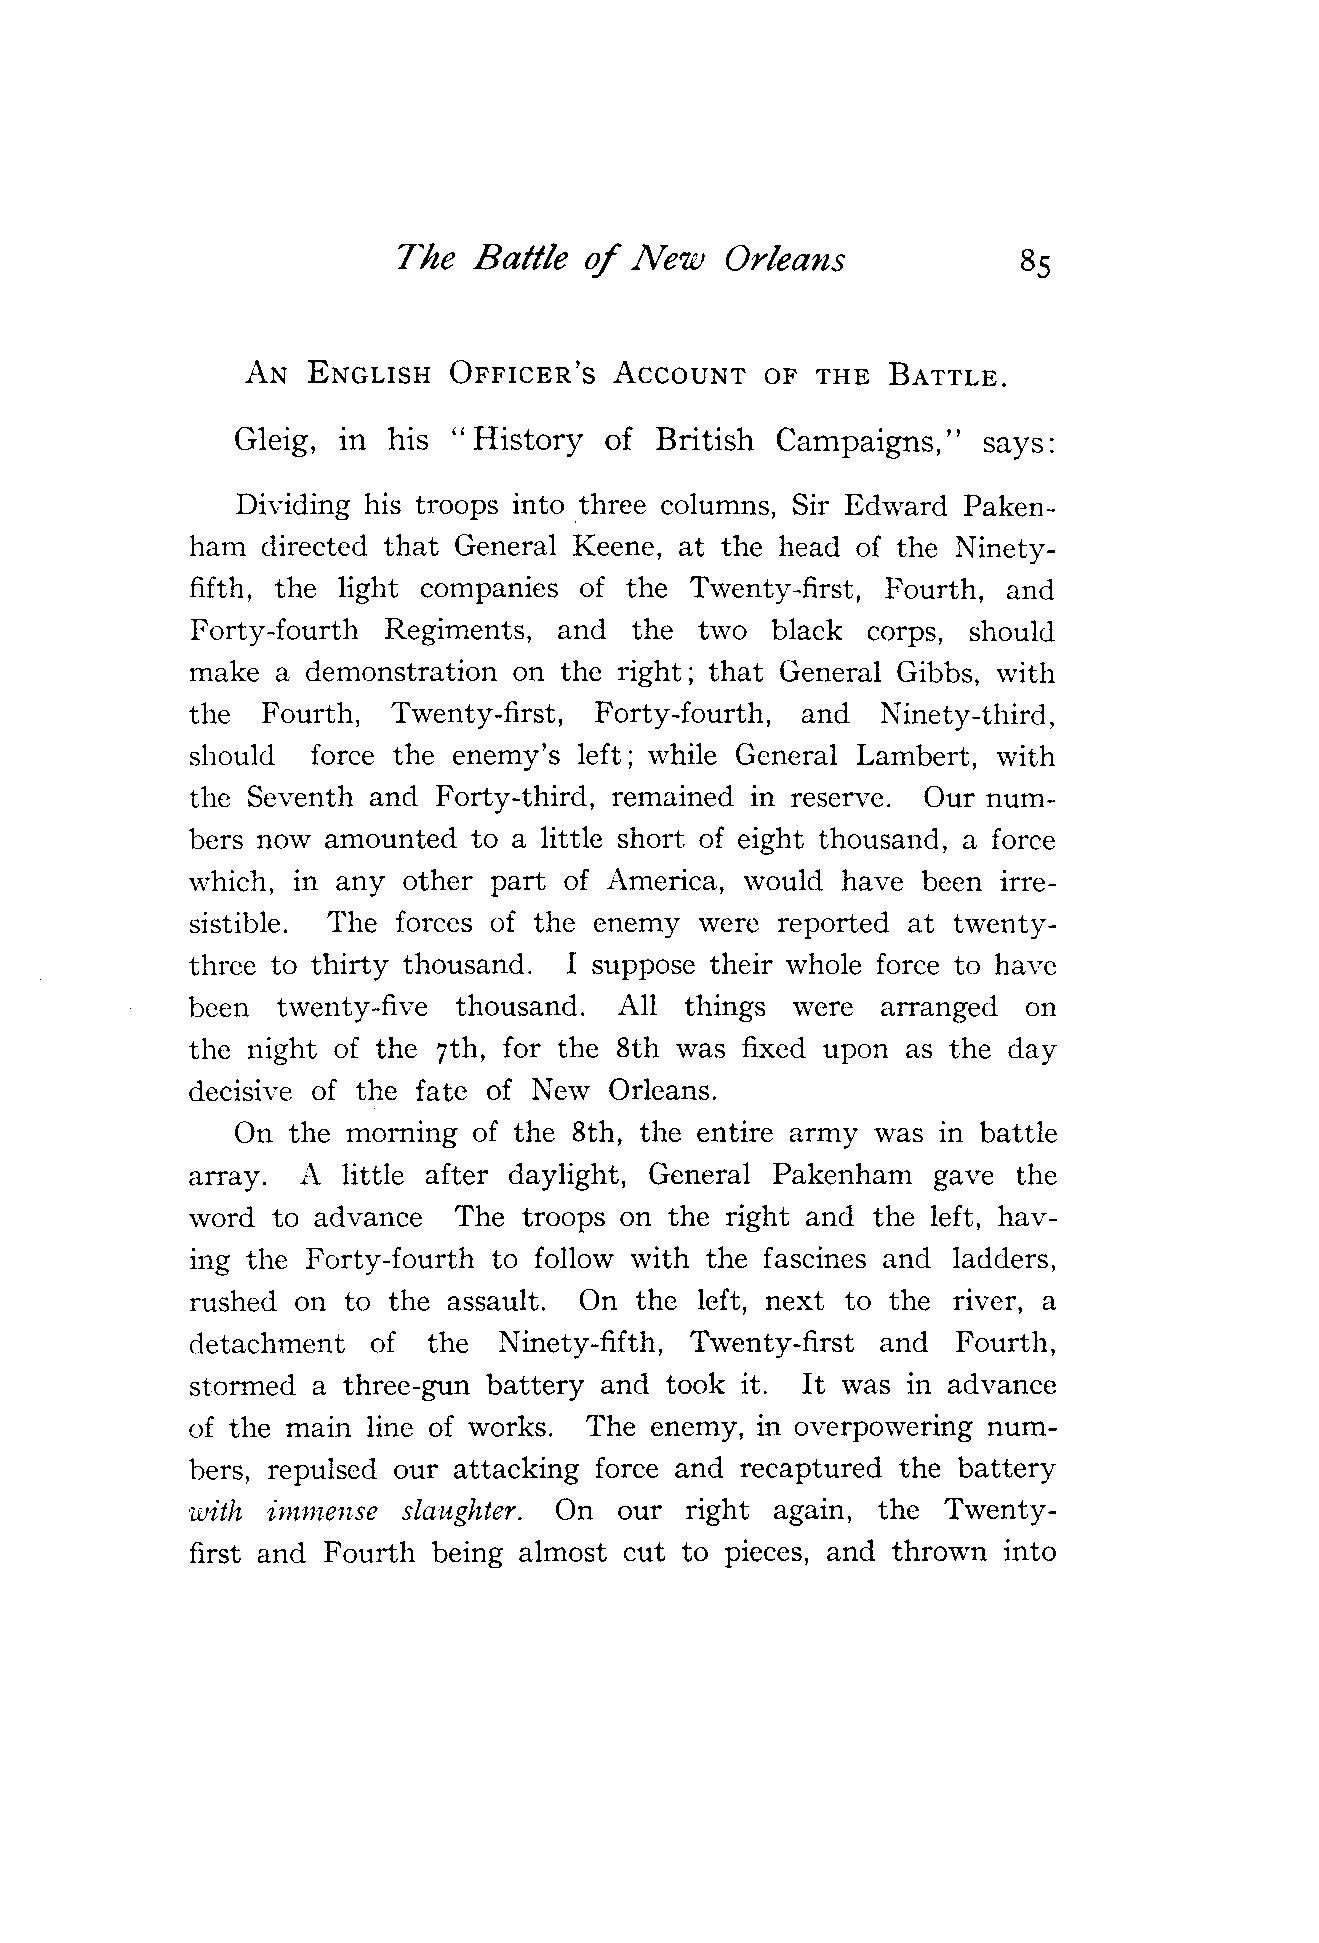 The Battle of New Orleans 85
AN ENGLISH OFFICER'S ACCOUNT OF THE BATTLE.
Gleig, in his "History of British Campaigns," says:
Dividing his troops into three columns, Sir Edward Paken-
ham directed that General Keene, at the head of the Ninety-
fifth, the light companies of the Twenty-first, Fourth, and
Forty-fourth Regiments, and the two black corps, should
make a demonstration on the right; that General Gibbs, with
the Fourth, Twenty-first, Forty-fourth, and Ninety-third,
should force the enemy's left; while General Lambert, with
the Seventh and Forty-third, remained in reserve. Our num-
bers now amounted to a little short of eight thousand, a force
which, in any other part of America, would have been irre-
sistible. The forces of the enemy were reported at twenty-
three to thirty thousand. I suppose their whole force to have
been twenty-five thousand. All things were arranged on
the night of the 7th, for the 8th was fixed upon as the day
decisive of the fate of New Orleans.
On the morning of the 8th, the entire army was in battle
array. A little after daylight, General Pakenham gave the
word to advance The troops on the right and the left, hav-
ing the Forty-fourth to follow with the fascines and ladders,
rushed on to the assault. On the left, next to the river, a
detachment of the Ninety-fifth, Twenty-first and Fourth,
stormed a three-gun battery and took it. It was in advance
of the main line of works. The enemy, in overpowering num-
bers, repulsed our attacking force and recaptured the battery
with immense slaughter. On our right again, the Twenty-
first and Fourth being almost cut to pieces, and thrown into